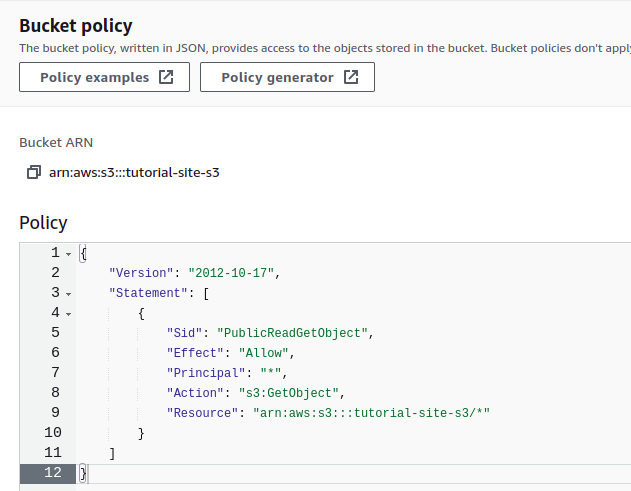 Bucket policy
The bucket policy, written in JSON, provides access to the objects stored in the bucket. Bucket policies don't apply
Policy examples Policy generator
Bucket ARN
arn:aws:s3:::tutorial-site-s3
Policy
1 {
2 "Version": "2012-10-17",
3 "Statement": [
4 {
5 "Sid": "PublicReadGetObject",
6 "Effect": "Allow",
7 "Principal": "*",
8 "Action": "s3:GetObject",
9 "Resource": "arn:aws:s3:::tutorial-site-s3/*"
10 }
11 ]
12 }